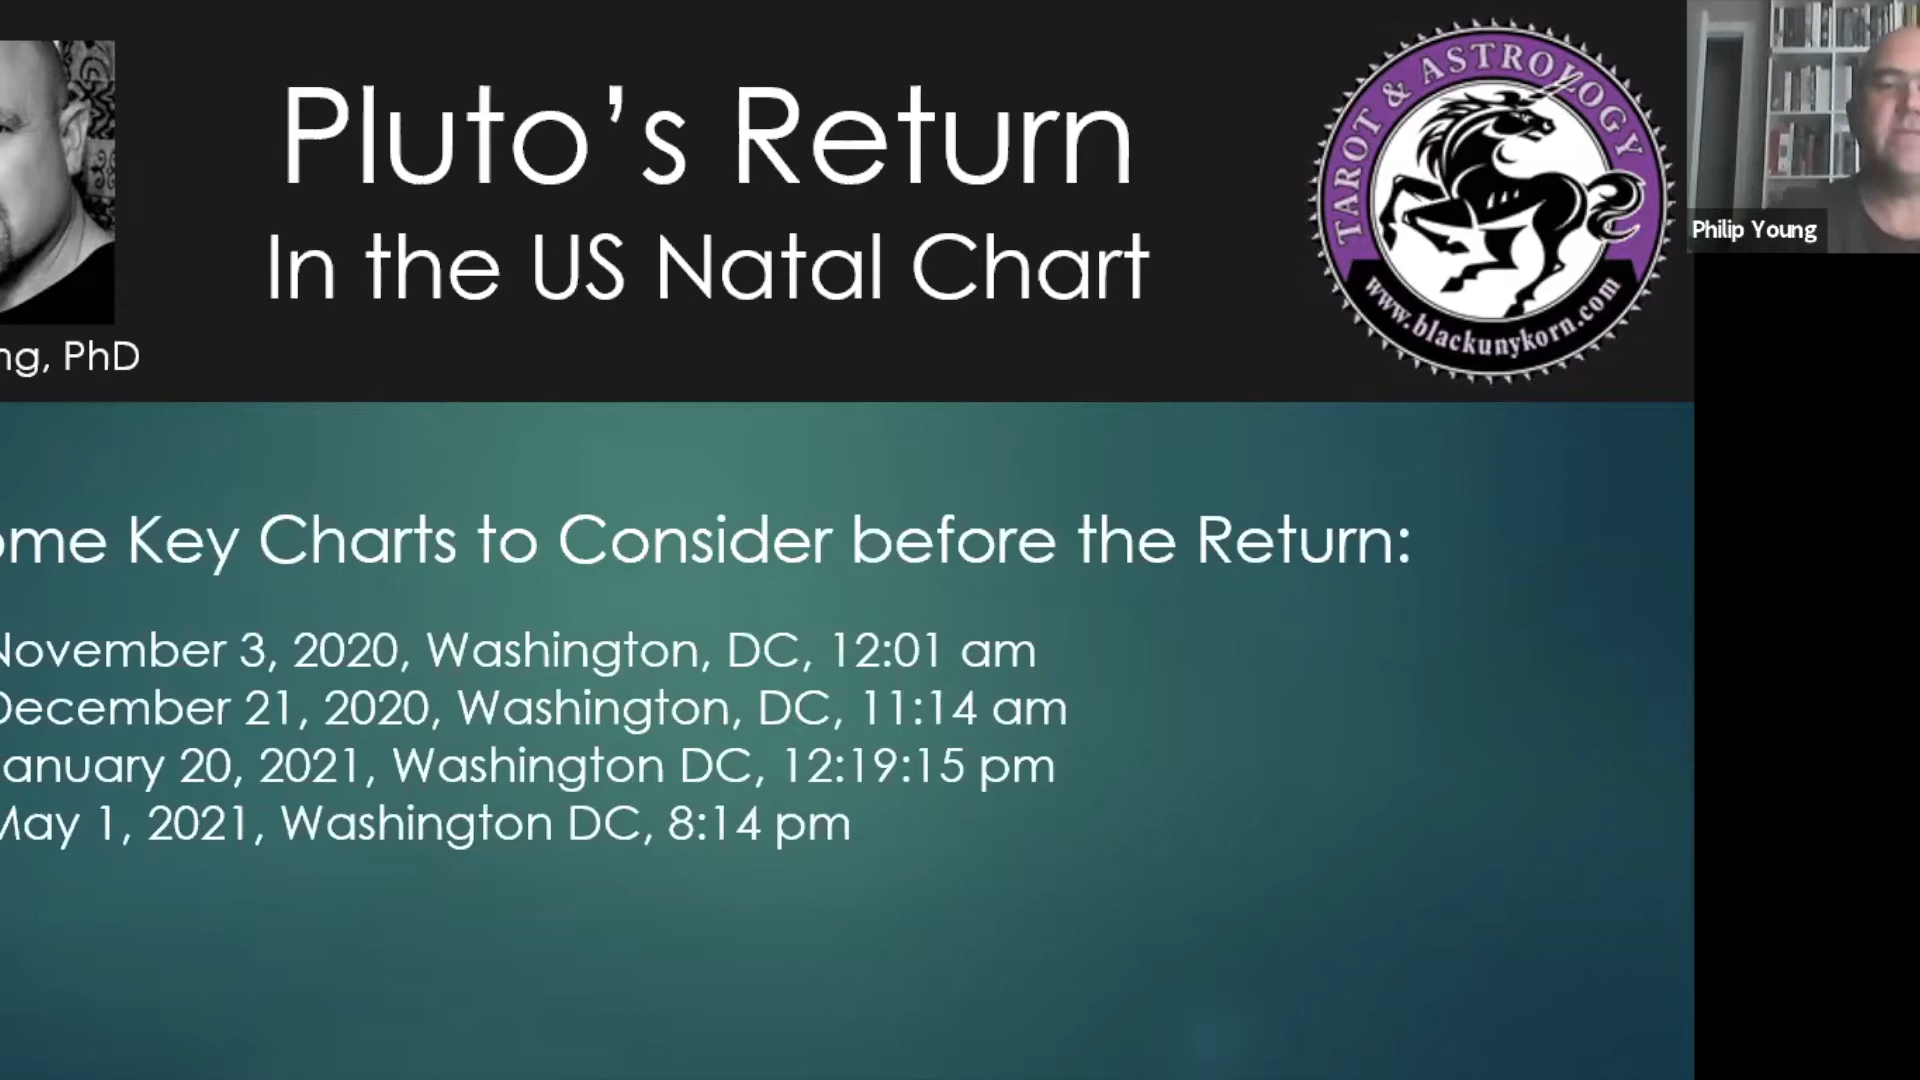 Pluto's Return
In the US Natal Chart
TAROT & ASTROLOGY
www.blackunykorn.com
Philip Young
ng, PhD
ome Key Charts to Consider before the Return:
November 3, 2020, Washington, DC, 12:01 am
December 21, 2020, Washington, DC, 11:14 am
anuary 20, 2021, Washington DC, 12:19:15 pm
May 1, 2021, Washington DC, 8:14 pm